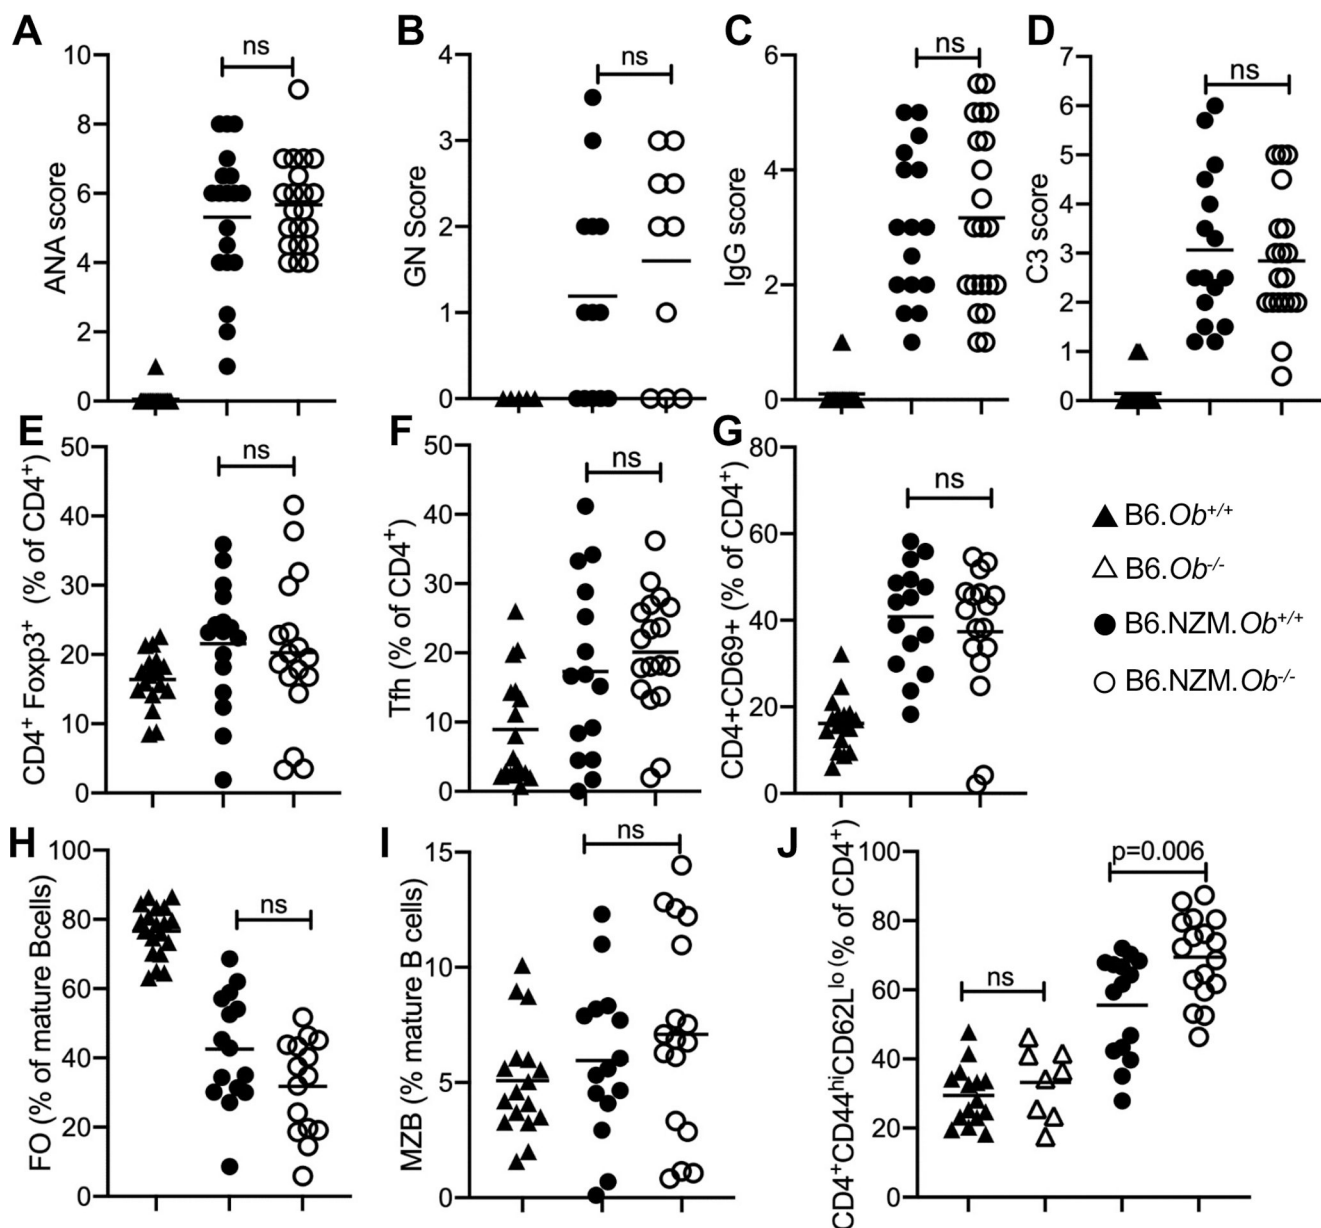 A
ns
ANA score
10
8
6
4
2
0
B
ns
GN Score
4
3
2
1
0
C
ns
IgG score
6
4
2
0
D
ns
C3 score
7
6
5
4
3
2
1
0
E
ns
CD4⁺ Foxp3⁺ (% of CD4⁺)
50
40
30
20
10
0
F
ns
Tfh (% of CD4⁺)
50
40
30
20
10
0
G
ns
CD4+CD69+ (% of CD4⁺)
80
60
40
20
0
B6.Ob⁺/⁺
B6.Ob⁻/⁻
B6.NZM.Ob⁺/⁺
B6.NZM.Ob⁻/⁻
H
ns
FO (% of mature Bcells)
100
80
60
40
20
0
I
ns
MZB (% mature B cells)
15
10
5
0
J
p=0.006
ns
CD4⁺CD44ʰⁱCD62Lˡᵒ (% of CD4⁺)
100
80
60
40
20
0